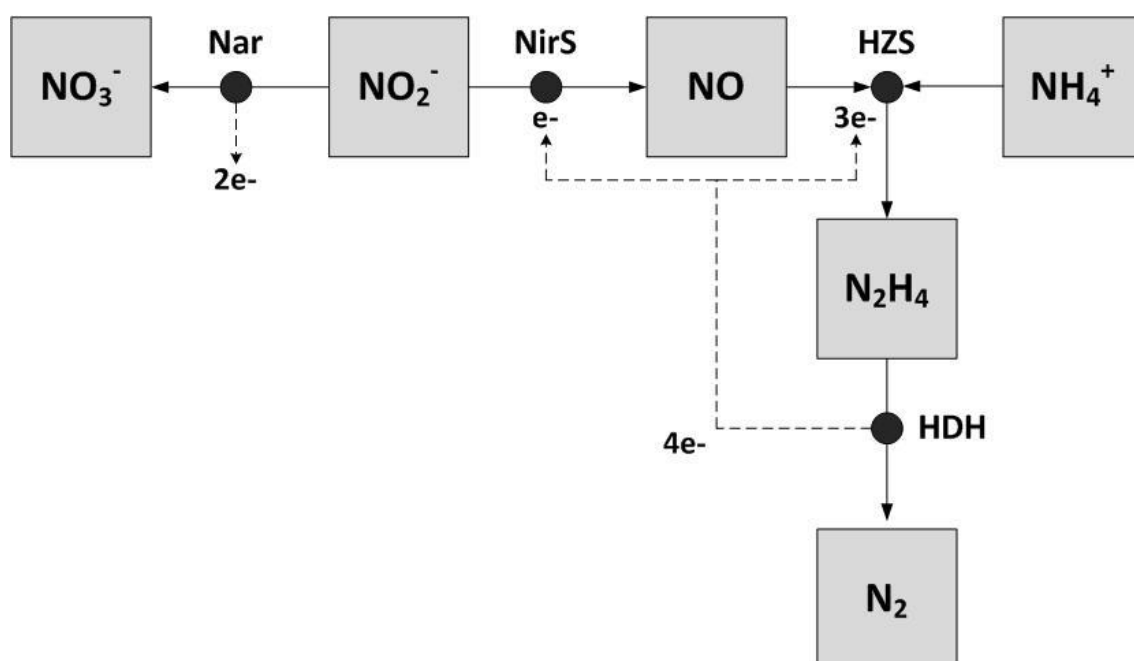 Nar NirS HZS
NO₃⁻ NO₂⁻ NO NH₄⁺
e- 3e-
2e-
N₂H₄
HDH
4e-
N₂